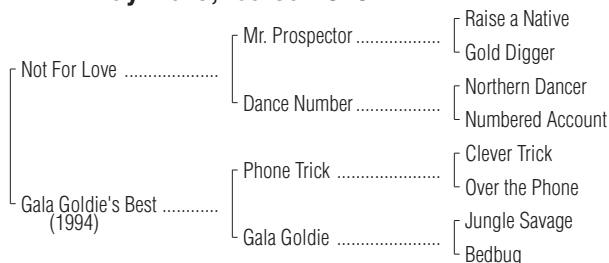 Raise a Native
Mr. Prospector ...................
Gold Digger
Not For Love .....................
Northern Dancer
Dance Number ...................
Numbered Account
Clever Trick
Phone Trick .......................
Over the Phone
Gala Goldie's Best ............
(1994)
Jungle Savage
Gala Goldie .......................
Bedbug